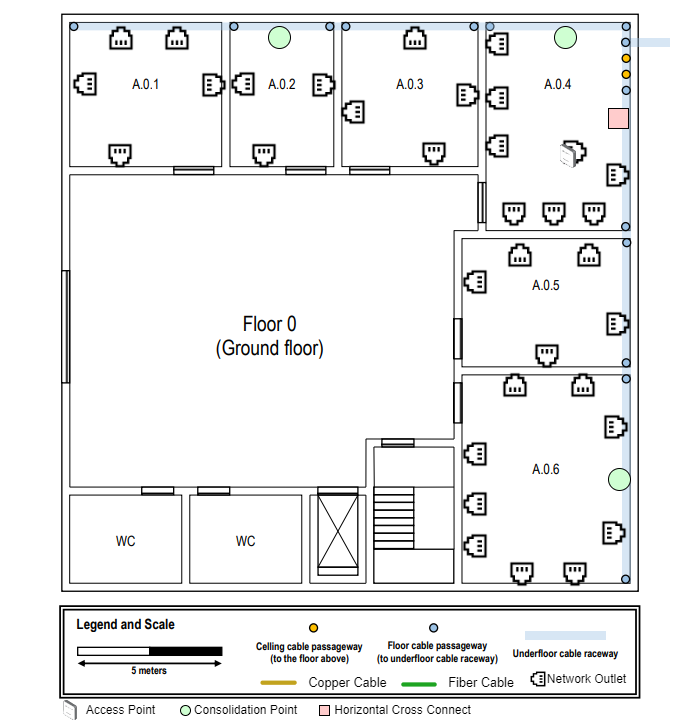 A.0.1
A.0.2
A.0.3
A.0.4
A.0.5
Floor 0
(Ground floor)
A.0.6
WC
WC
Legend and Scale
5 meters
Celling cable passageway
(to the floor above)
Floor cable passageway
(to underfloor cable raceway)
Underfloor cable raceway
Copper Cable
Fiber Cable
Network Outlet
Access Point
Consolidation Point
Horizontal Cross Connect